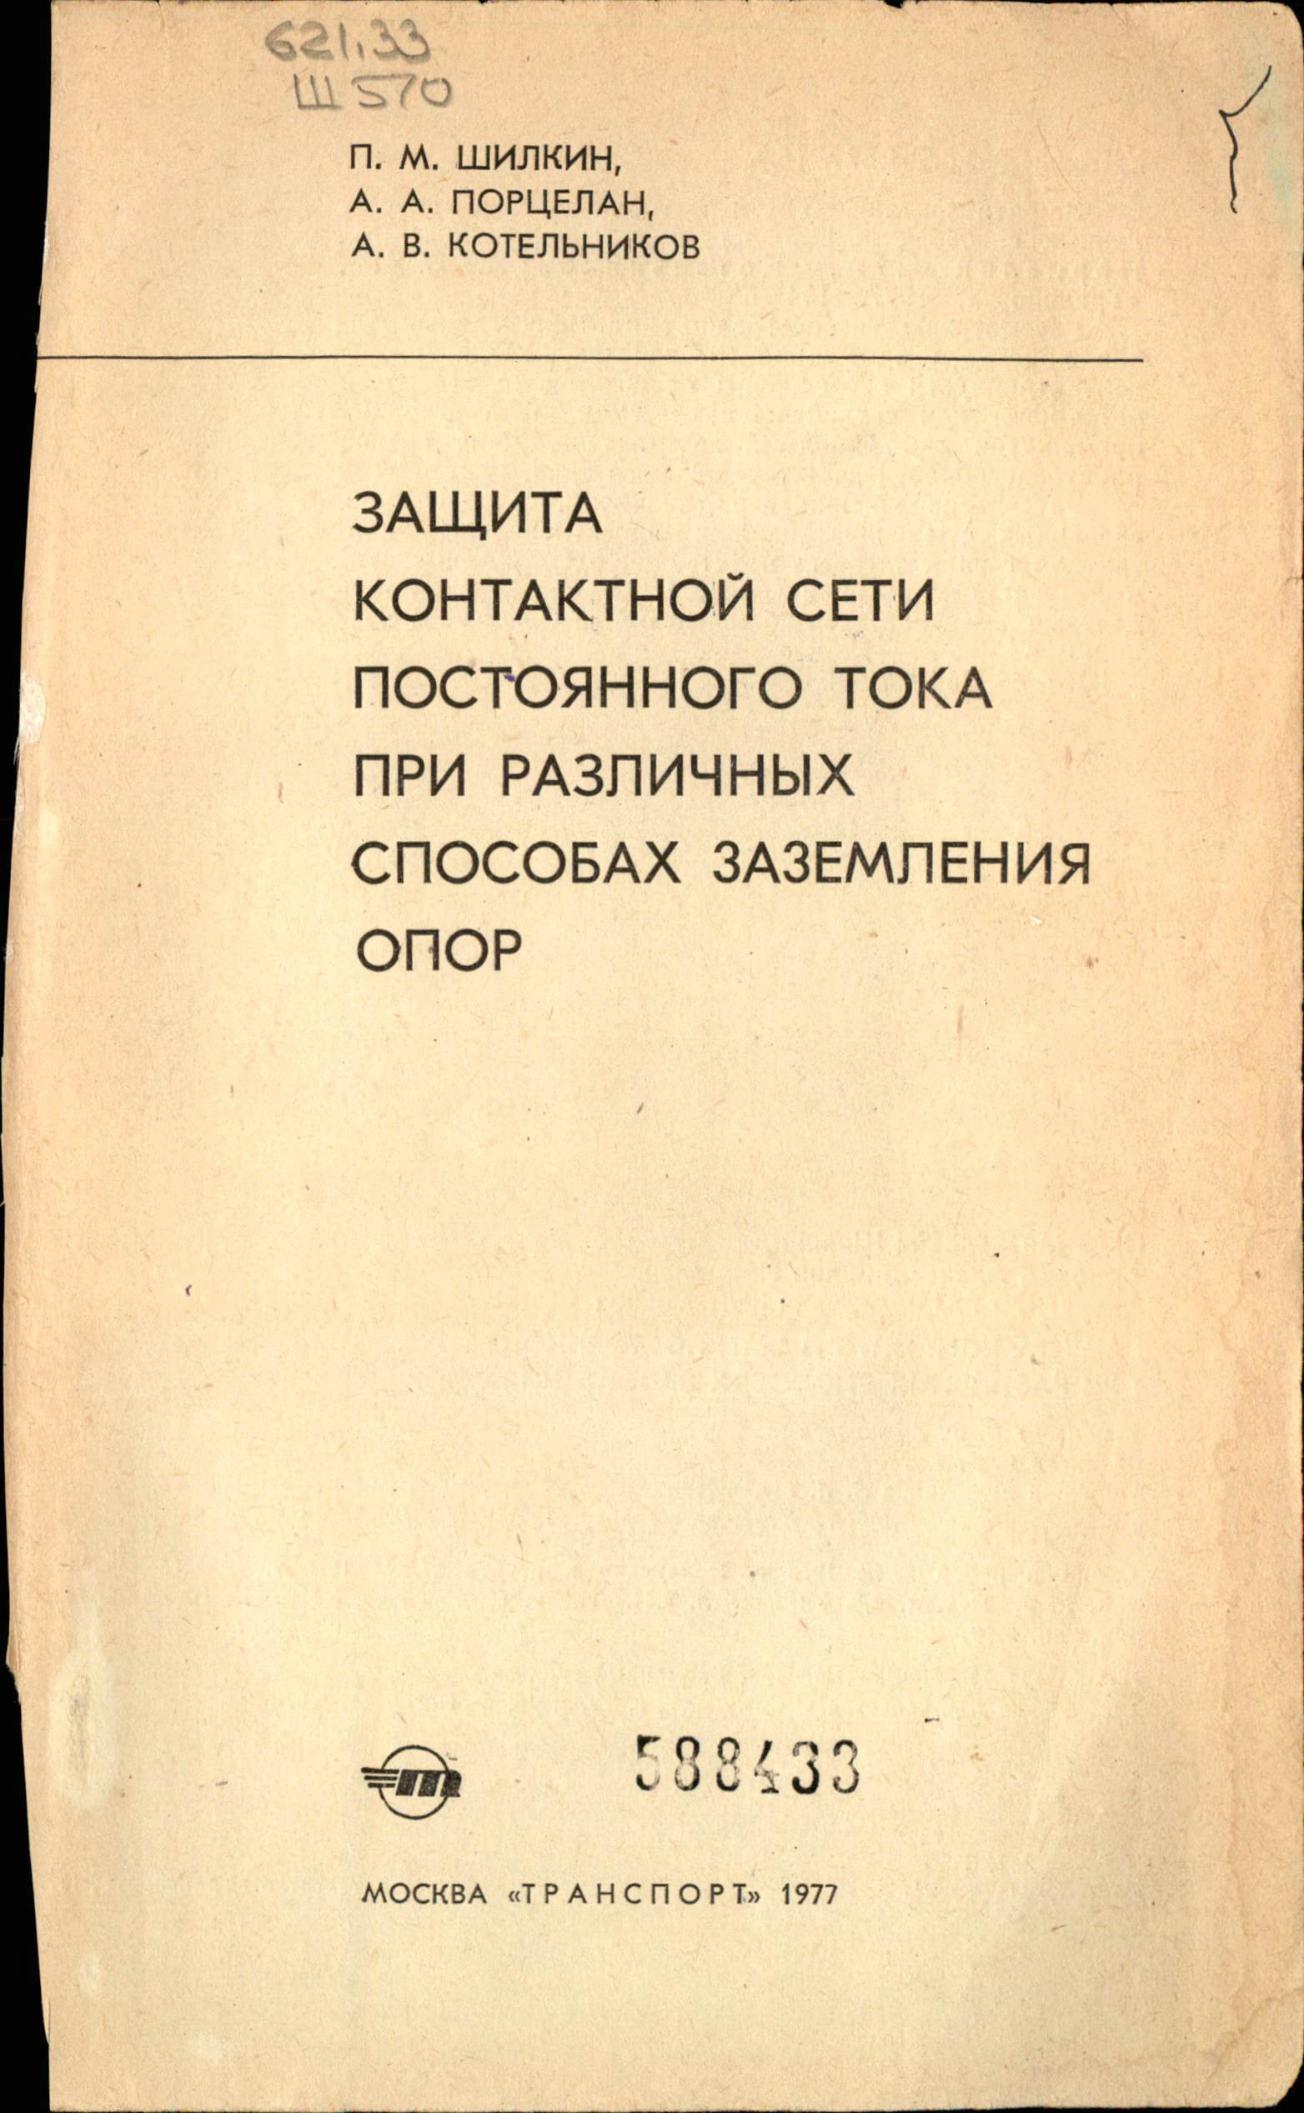 621.33
Ш570
П. М. ШИЛКИН,
А. А. ПОРЦЕЛАН,
А. В. КОТЕЛЬНИКОВ
ЗАЩИТА
КОНТАКТНОЙ СЕТИ
ПОСТОЯННОГО ТОКА
ПРИ РАЗЛИЧНЫХ
СПОСОБАХ ЗАЗЕМЛЕНИЯ
ОПОР
588433
МОСКВА «ТРАНСПОРТ» 1977